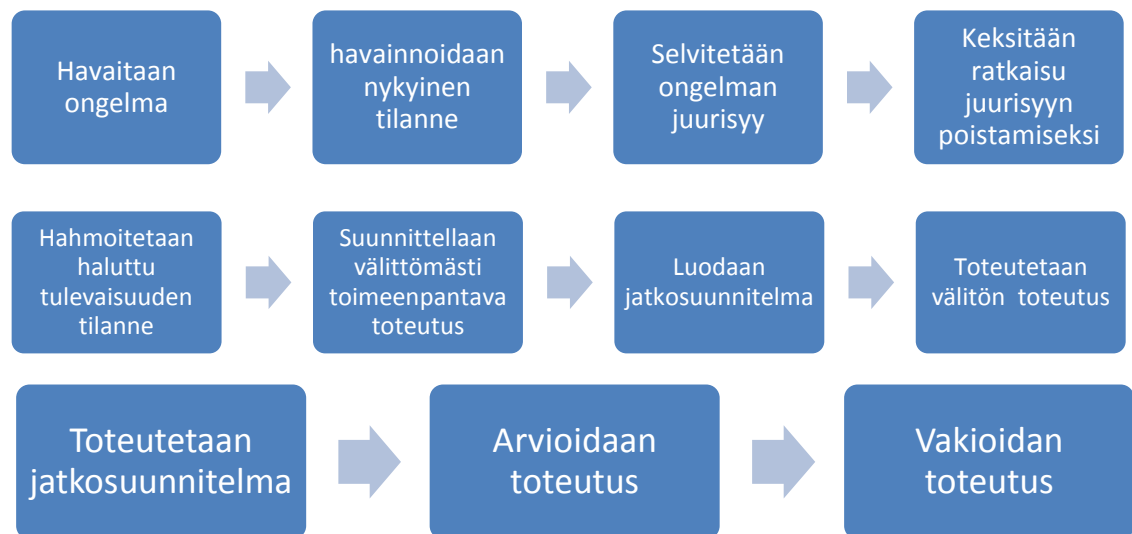 Havaitaan
ongelma
havainnoidaan
nykyinen
tilanne
Selvitetään
ongelman
juurisyy
Keksitään
ratkaisu
juurisyyn
poistamiseksi
Hahmoitetaan
haluttu
tulevaisuuden
tilanne
Suunnittellaan
välittömästi
toimeenpantava
toteutus
Luodaan
jatkosuunnitelma
Toteutetaan
välitön toteutus
Toteutetaan
jatkosuunnitelma
Arvioidaan
toteutus
Vakioidan
toteutus